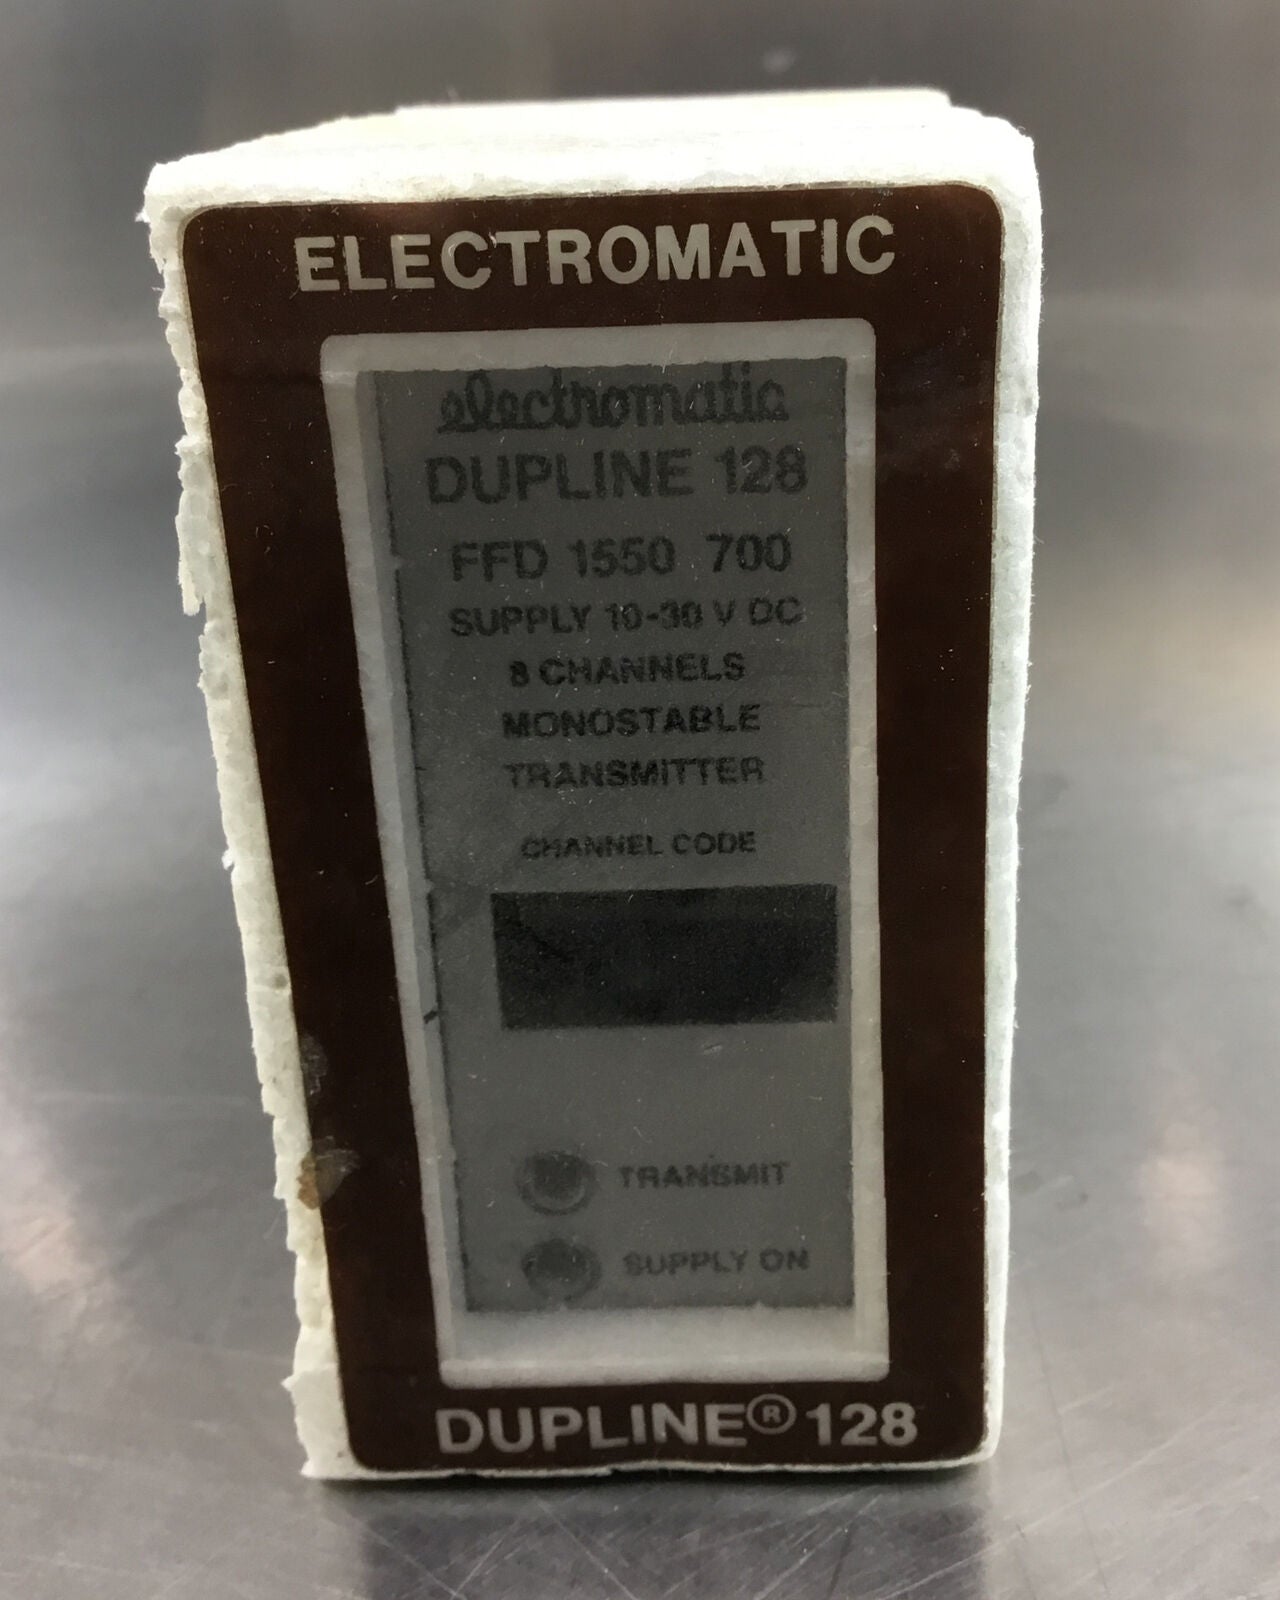 ELECTROMATIC
electromatic
DUPLINE 128
FFD 1550 700
SUPPLY 10-30 V DC
8 CHANNELS
MONOSTABLE
TRANSMITTER
CHANNEL CODE
TRANSMIT
SUPPLY ON
DUPLINE® 128